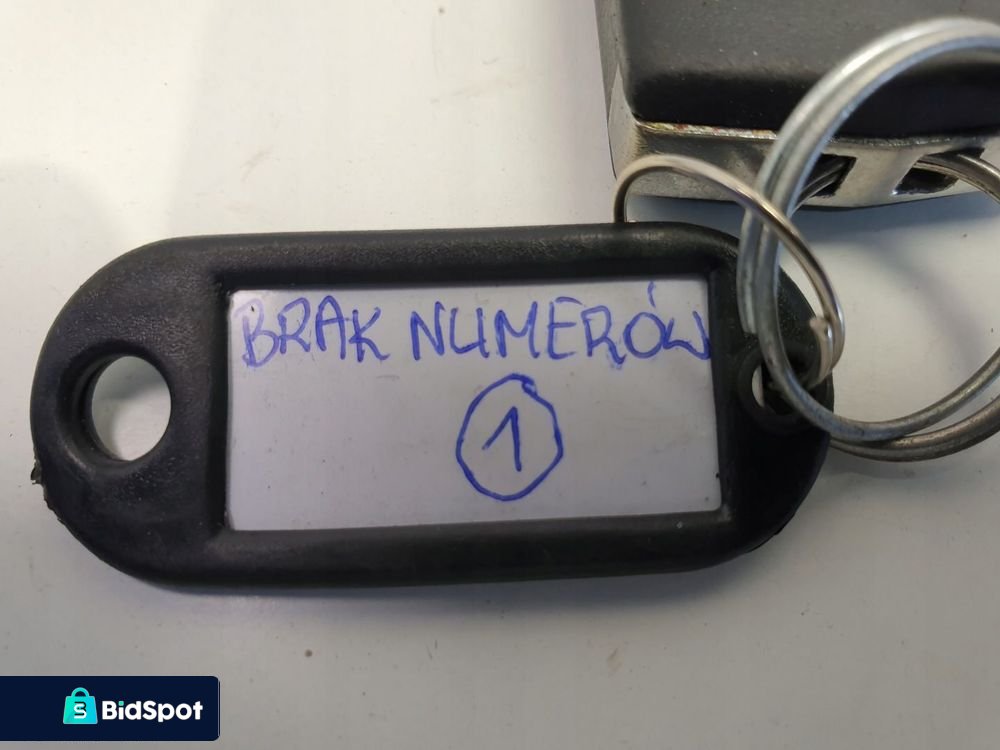 BRAK NUMERÓW
1
BidSpot